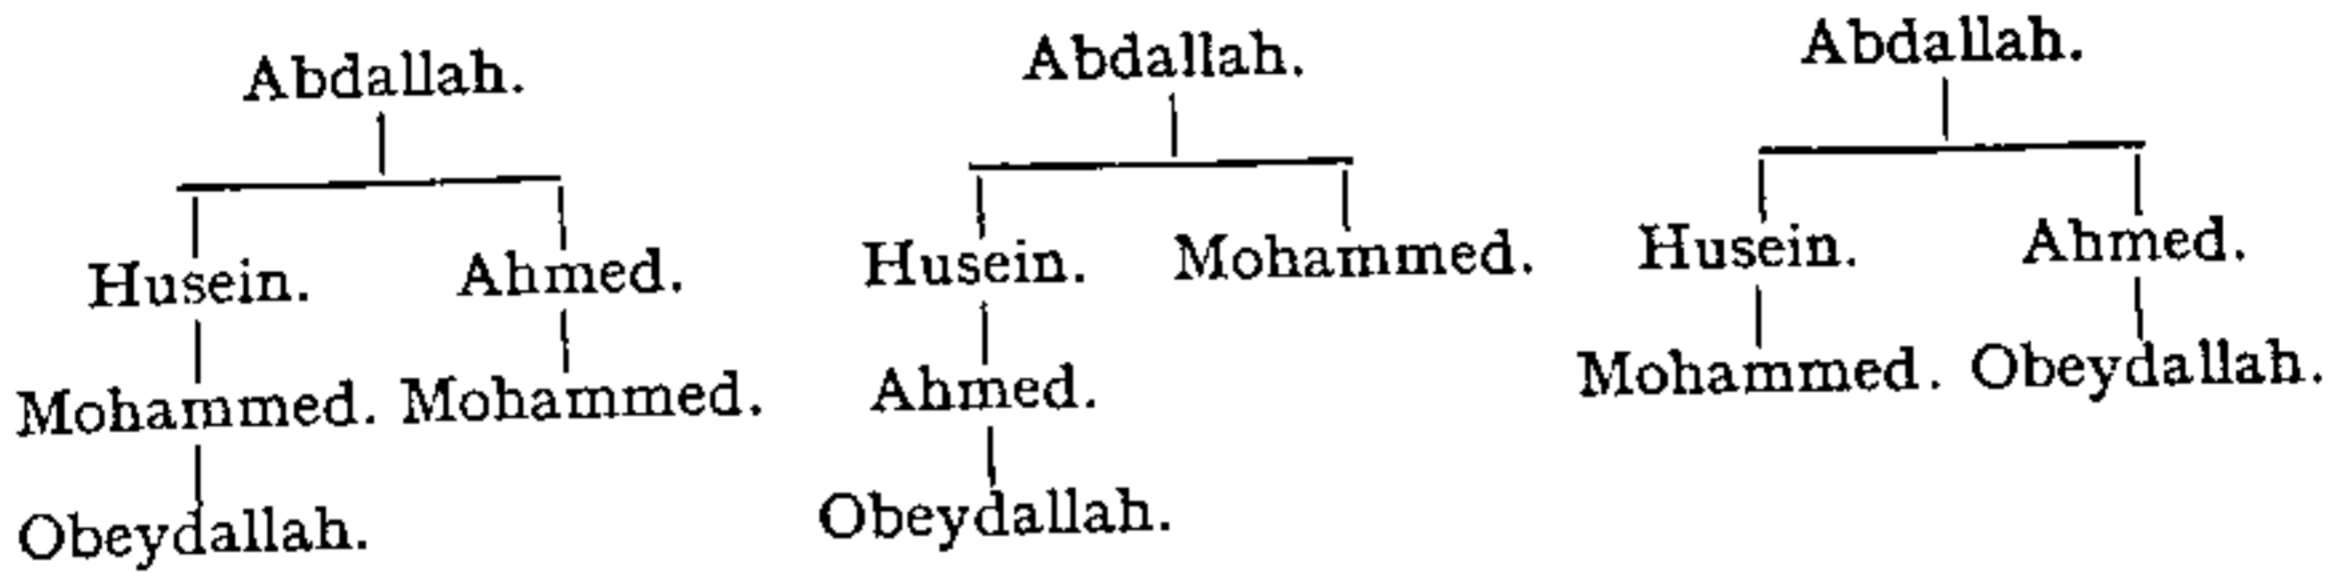 Abdallah. Abdallah. Abdallah.
Husein. Ahmed. Husein. Mohammed. Husein. Ahmed.
Mohammed. Mohammed. Ahmed. Mohammed. Obeydallah.
Obeydallah. Obeydallah.